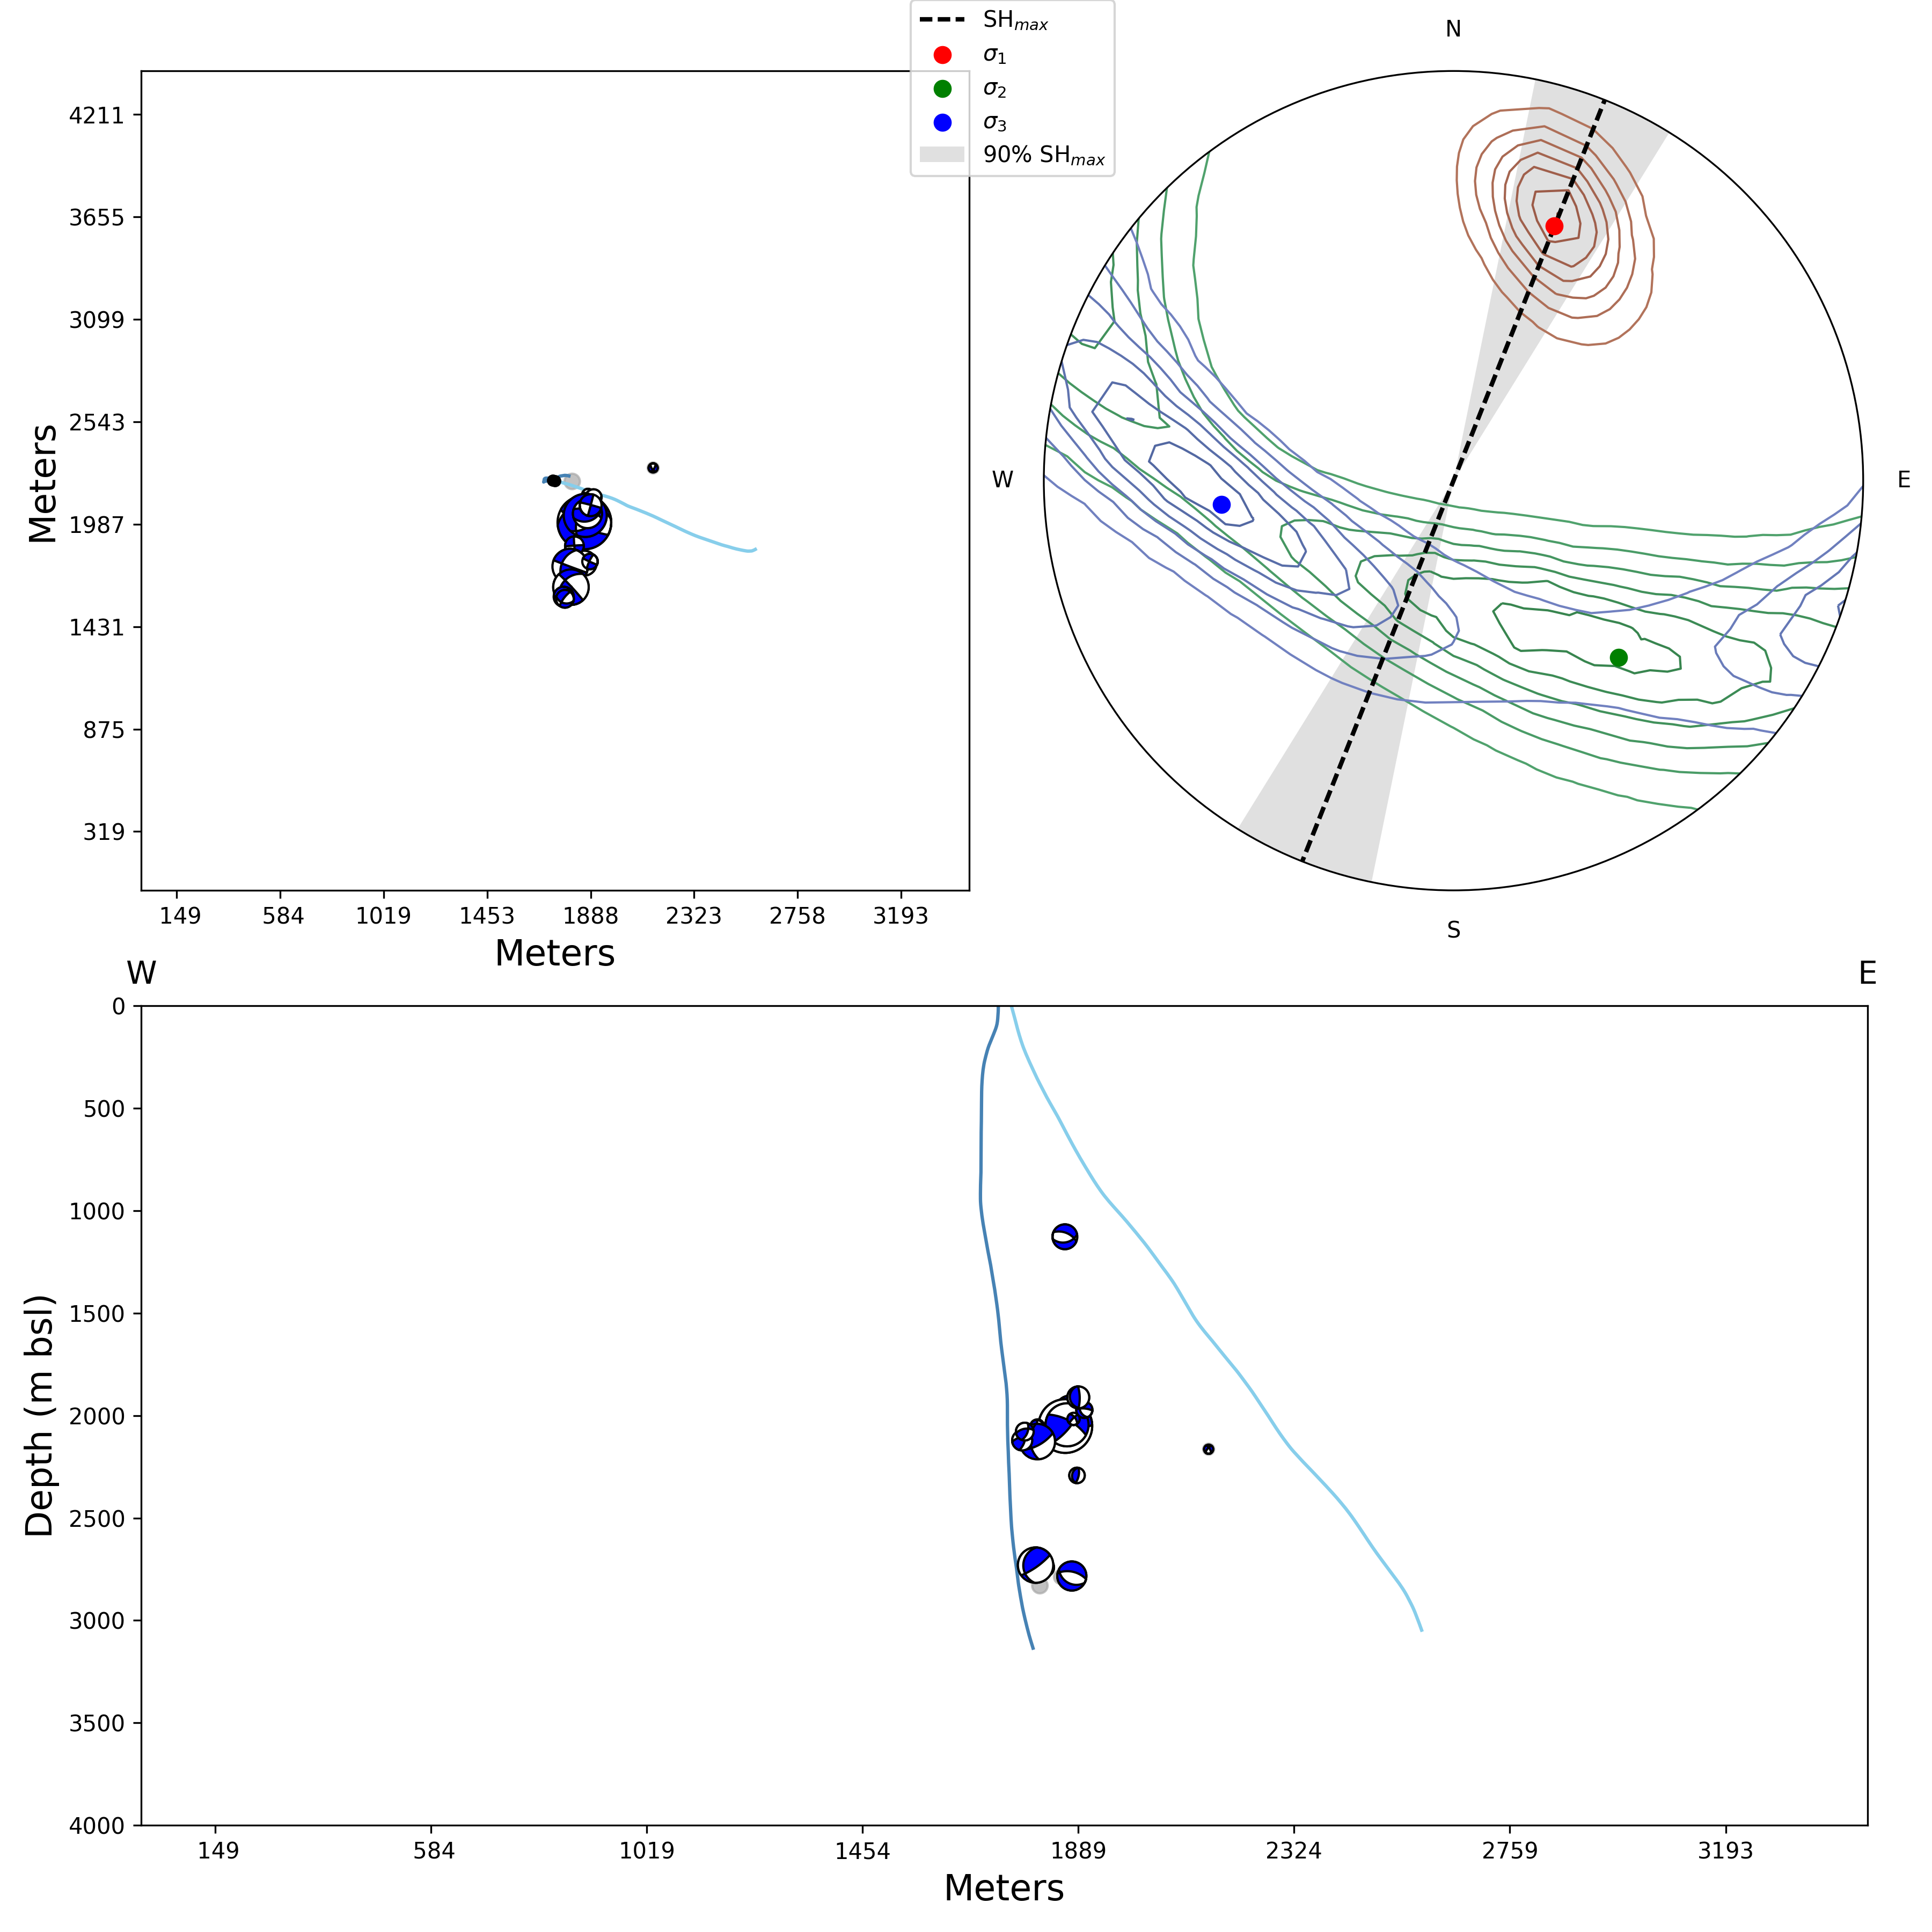 SHmax
σ1
σ2
σ3
90% SHmax
N
W
E
S
4211
3655
3099
2543
1987
1431
875
319
Meters
149 584 1019 1453 1888 2323 2758 3193
Meters
W E
0
500
1000
1500
2000
2500
3000
3500
4000
Depth (m bsl)
149 584 1019 1454 1889 2324 2759 3193
Meters